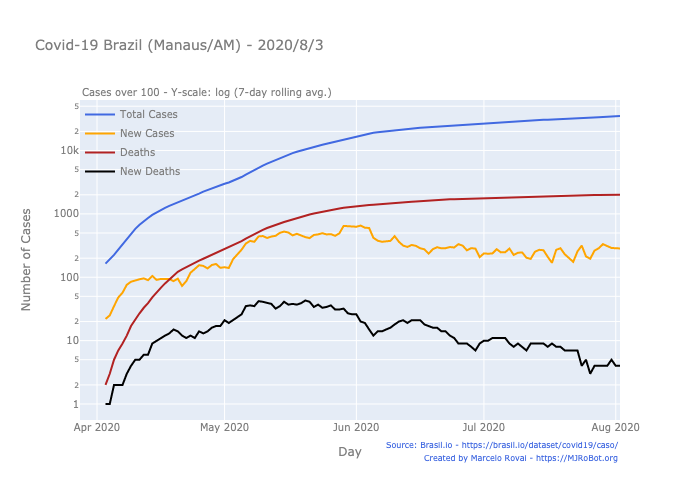 Covid-19 Brazil (Manaus/AM) - 2020/8/3
Cases over 100 - Y-scale: log (7-day rolling avg.)
Total Cases
New Cases
Deaths
New Deaths
Number of Cases
5
2
10k
5
2
1000
5
2
100
5
2
10
5
2
1
Apr 2020
May 2020
Jun 2020
Jul 2020
Aug 2020
Day
Source: Brasil.io - https://brasil.io/dataset/covid19/caso/
Created by Marcelo Rovai - https://MJRoBot.org